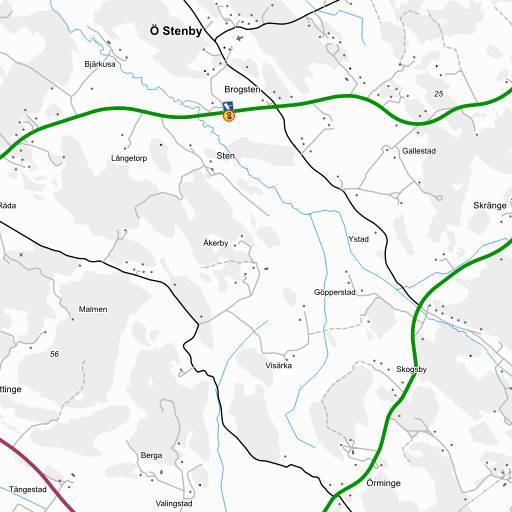 Ö Stenby
Bjärkusa
Brogsten
25
Gallestad
Långetorp
Sten
Råda
Skränge
Åkerby
Ystad
Göpperstad
Malmen
56
Visärka
Skogsby
ttinge
Berga
Tängestad
Valingstad
Örminge